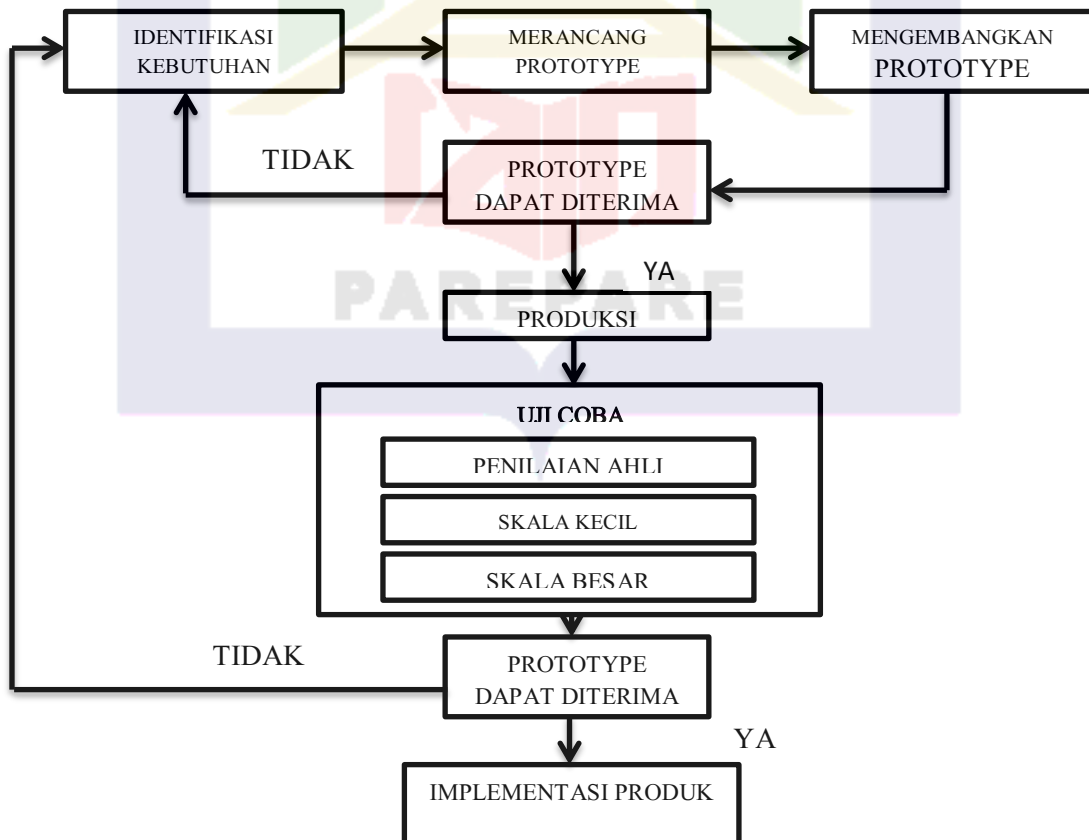 IDENTIFIKASI
KEBUTUHAN
MERANCANG
PROTOTYPE
MENGEMBANGKAN
PROTOTYPE
TIDAK
PROTOTYPE
DAPAT DITERIMA
YA
PAREPARE
PRODUKSI
UJI COBA
PENILAIAN AHLI
SKALA KECIL
SKALA BESAR
TIDAK
PROTOTYPE
DAPAT DITERIMA
YA
IMPLEMENTASI PRODUK